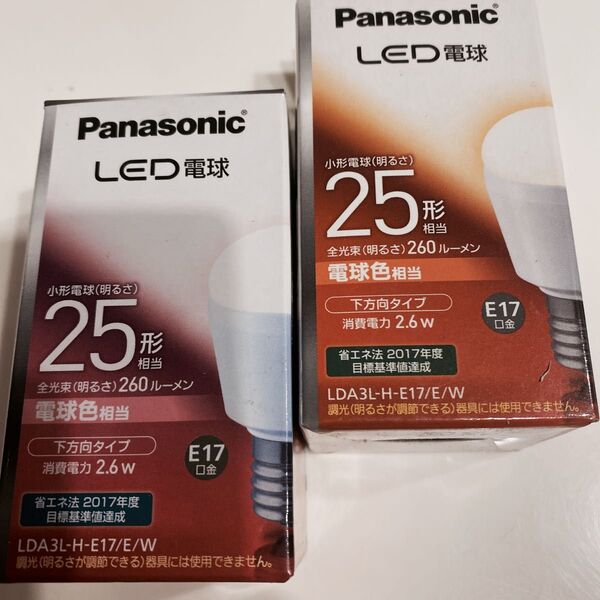 Panasonic
LED電球
小形電球(明るさ)
25形
相当
全光束(明るさ)260ルーメン
電球色相当
下方向タイプ
消費電力 2.6W
E17
口金
省エネ法 2017年度
目標基準値達成
LDA3L-H-E17/E/W
調光(明るさが調節できる)器具には使用できません。
Panasonic
LED電球
小形電球(明るさ)
25形
相当
全光束(明るさ)260ルーメン
電球色相当
下方向タイプ
消費電力 2.6W
E17
口金
省エネ法 2017年度
目標基準値達成
LDA3L-H-E17/E/W
調光(明るさが調節できる)器具には使用できません。